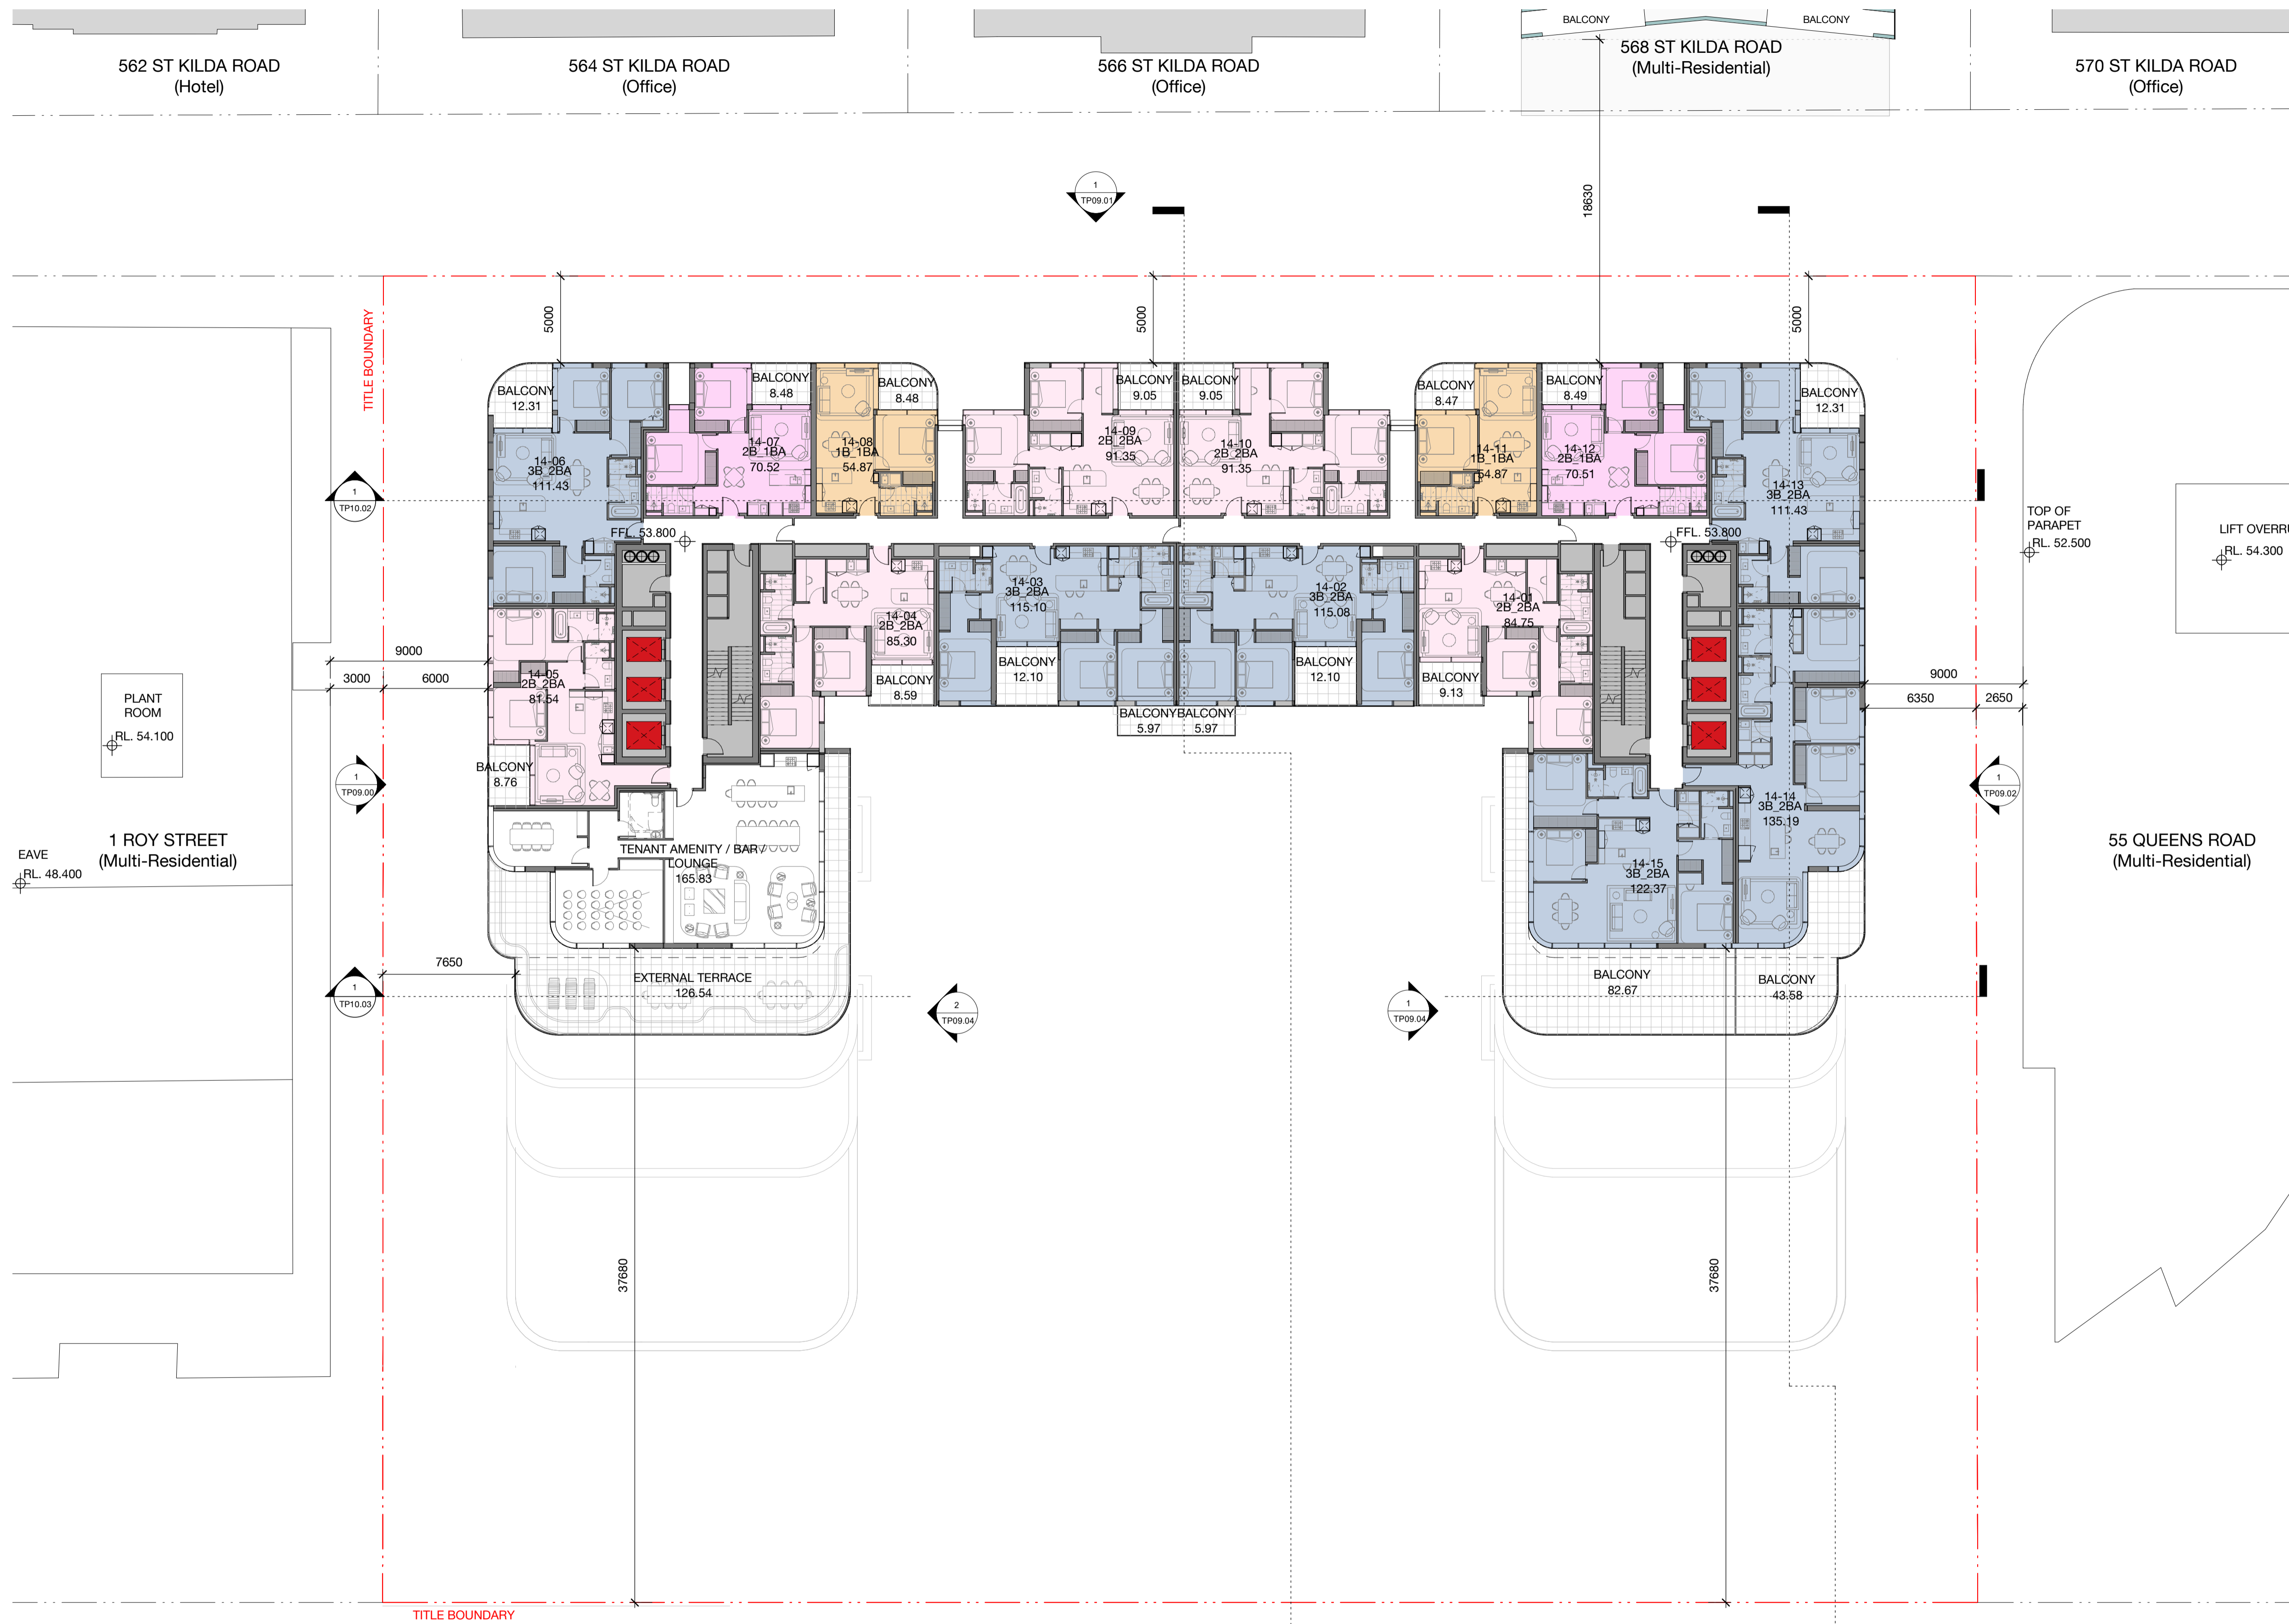 BALCONY
BALCONY
562 ST KILDA ROAD
(Hotel)
564 ST KILDA ROAD
(Office)
566 ST KILDA ROAD
(Office)
568 ST KILDA ROAD
(Multi-Residential)
570 ST KILDA ROAD
(Office)
1
TP09.01
18630
TITLE BOUNDARY
5000
5000
5000
BALCONY
12.31
BALCONY
8.48
BALCONY
8.48
BALCONY
9.05
BALCONY
9.05
BALCONY
8.47
BALCONY
8.49
BALCONY
12.31
14-06
3B_2BA
111.43
14-07
2B_1BA
70.52
14-08
1B_1BA
54.87
14-09
2B_2BA
91.35
14-10
2B_2BA
91.35
14-11
1B_1BA
54.87
14-12
2B_1BA
70.51
14-13
3B_2BA
111.43
1
TP10.02
FFL. 53.800
FFL. 53.800
TOP OF
PARAPET
RL. 52.500
LIFT OVERRU
RL. 54.300
14-03
3B_2BA
115.10
14-02
3B_2BA
115.08
14-04
2B_2BA
85.30
14-01
2B_2BA
84.75
9000
3000
6000
14-05
2B_2BA
81.54
BALCONY
8.59
BALCONY
12.10
BALCONY
12.10
BALCONY
9.13
9000
6350
2650
PLANT
ROOM
RL. 54.100
BALCONY
5.97
BALCONY
5.97
BALCONY
8.76
1
TP09.00
1
TP09.02
14-14
3B_2BA
135.19
1 ROY STREET
(Multi-Residential)
EAVE
RL. 48.400
TENANT AMENITY / BAR /
LOUNGE
165.83
14-15
3B_2BA
122.37
55 QUEENS ROAD
(Multi-Residential)
7650
EXTERNAL TERRACE
126.54
BALCONY
82.67
BALCONY
43.58
1
TP10.03
2
TP09.04
1
TP09.04
37680
37680
TITLE BOUNDARY